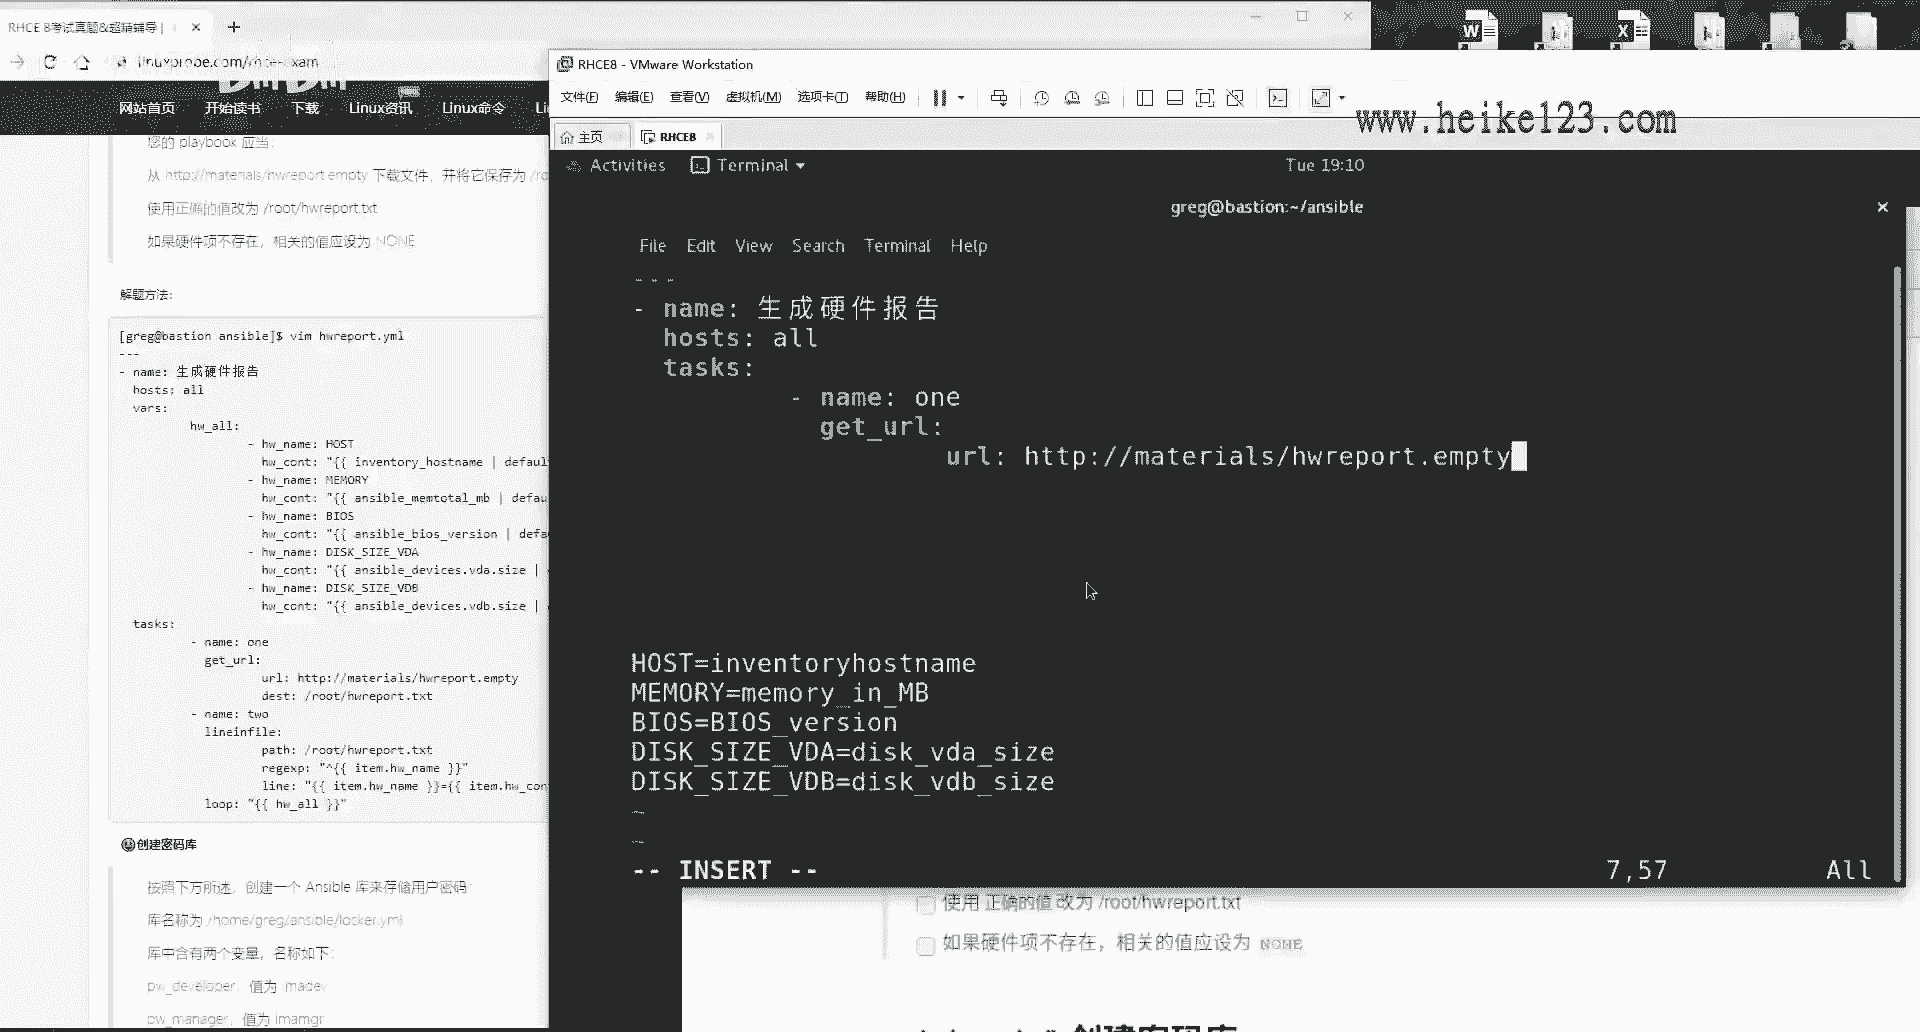 RHCE 8考试真题&超精辅导 |
linuxprobe.com/rhce-exam
网站首页 开始读书 下载 Linux资讯 Linux命令
您的 playbook 应当:
从 http://materials/hwreport.empty 下载文件，并将它保存为
使用正确的值改为 /root/hwreport.txt
如果硬件项不存在，相关的值应设为 NONE
解题方法:
[greg@bastion ansible]$ vim hwreport.yml
---
- name: 生成硬件报告
hosts: all
vars:
hw_all:
- hw_name: HOST
hw_cont: "{{ inventory_hostname | default
- hw_name: MEMORY
hw_cont: "{{ ansible_memtotal_mb | defau
- hw_name: BIOS
hw_cont: "{{ ansible_bios_version | defa
- hw_name: DISK_SIZE_VDA
hw_cont: "{{ ansible_devices.vda.size |
- hw_name: DISK_SIZE_VDB
hw_cont: "{{ ansible_devices.vdb.size |
tasks:
- name: one
get_url:
url: http://materials/hwreport.empty
dest: /root/hwreport.txt
- name: two
lineinfile:
path: /root/hwreport.txt
regexp: "^{{ item.hw_name }}"
line: "{{ item.hw_name }}={{ item.hw_con
loop: "{{ hw_all }}"
创建密码库
按照下方所述，创建一个 Ansible 库来存储用户密码
库名称为 /home/greg/ansible/locker.yml
库中含有两个变量，名称如下:
pw_developer，值为 imadev
pw_manager，值为 imamgr
RHCE8 - VMware Workstation
文件(F) 编辑(E) 查看(V) 虚拟机(M) 选项卡(T) 帮助(H)
www.heike123.com
主页 RHCE8
Activities Terminal Tue 19:10
greg@bastion:~/ansible
File Edit View Search Terminal Help
---
- name: 生成硬件报告
hosts: all
tasks:
- name: one
get_url:
url: http://materials/hwreport.empty
HOST=inventoryhostname
MEMORY=memory_in_MB
BIOS=BIOS_version
DISK_SIZE_VDA=disk_vda_size
DISK_SIZE_VDB=disk_vdb_size
~
~
-- INSERT -- 7,57 All
使用 正确的值 改为 /root/hwreport.txt
如果硬件项不存在，相关的值应设为 NONE
创建密码库